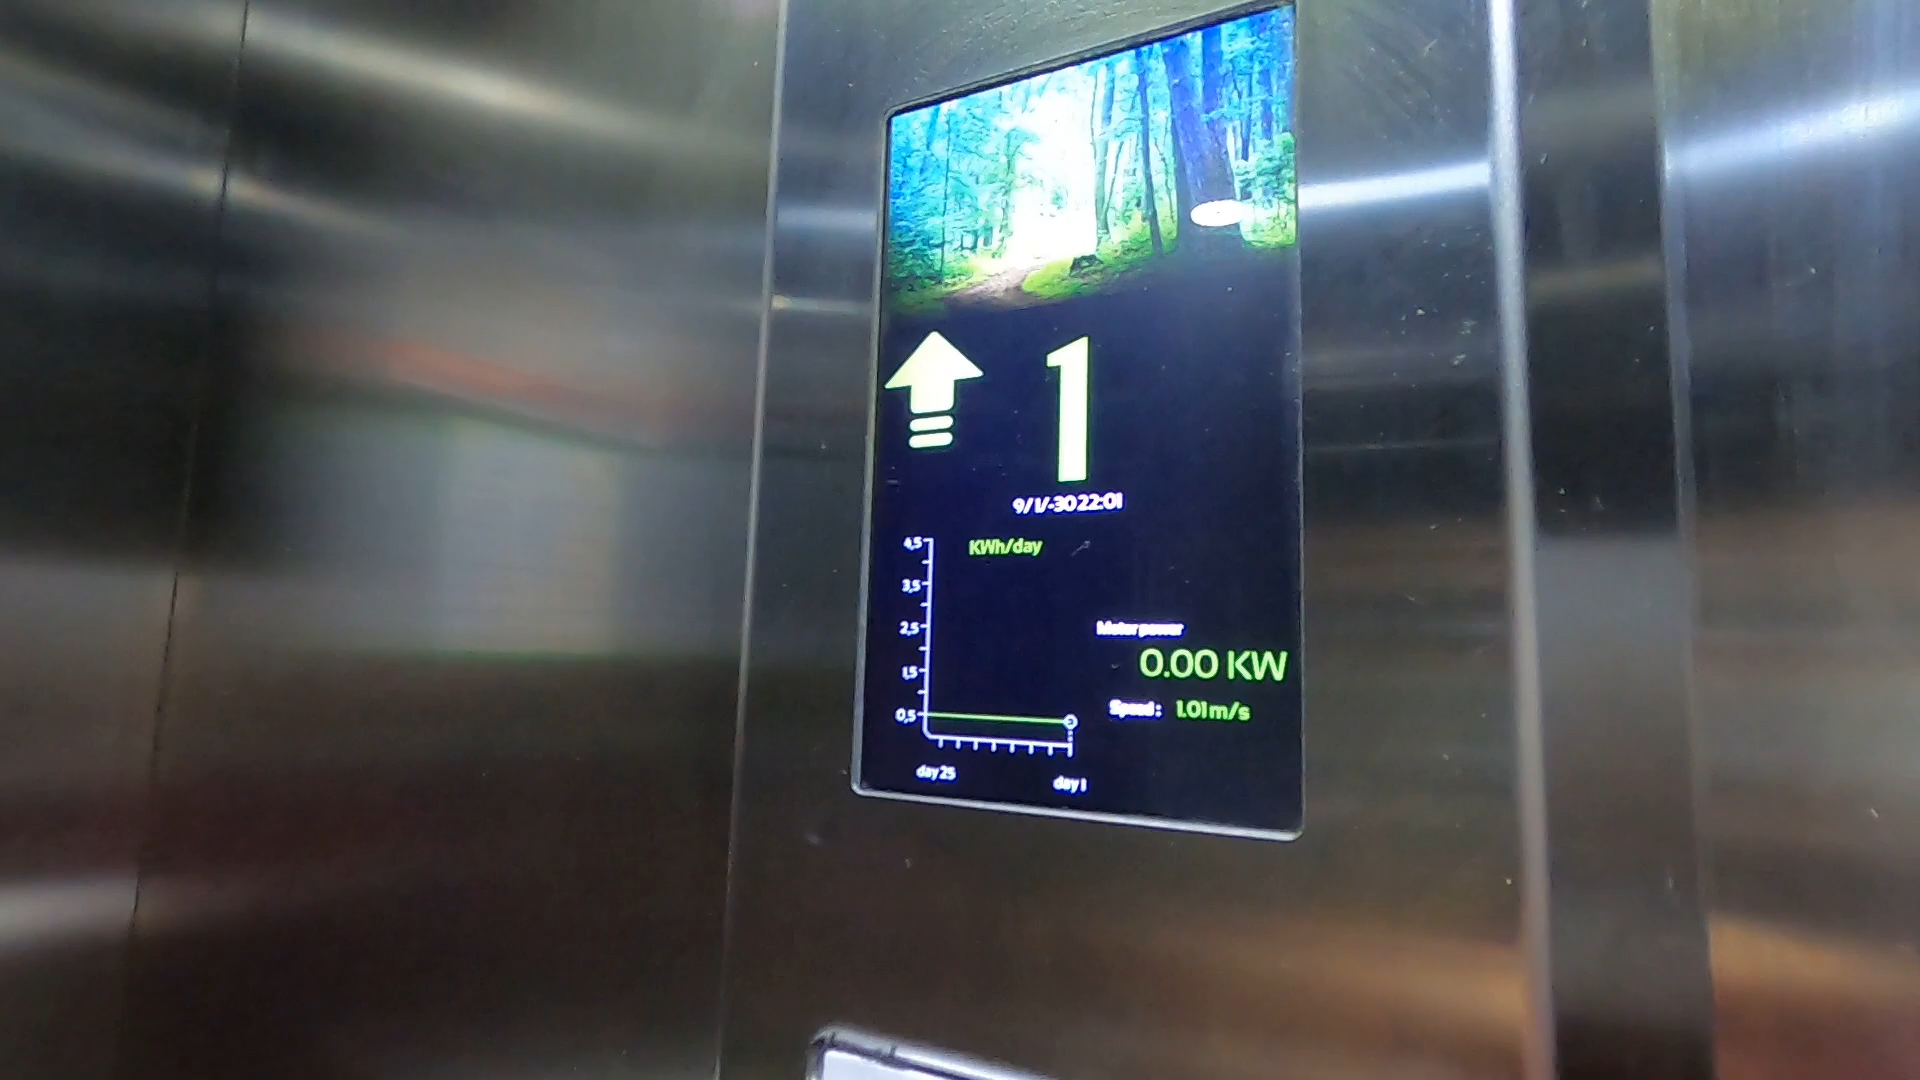 1
9/1/-30 22:01
KWh/day
4,5
3,5
2,5
1,5
0,5
day 25
day 1
Motor power
0.00 KW
Speed: 1.01 m/s